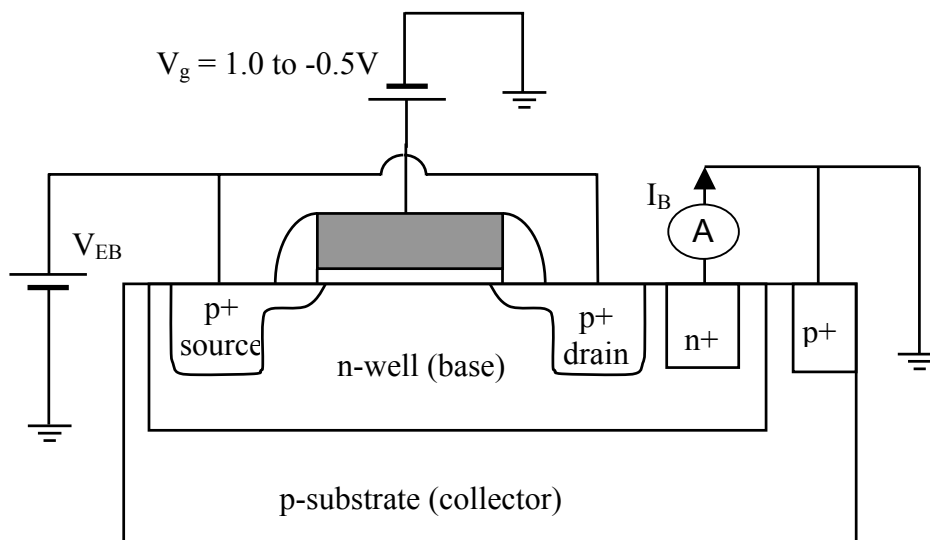 V_g = 1.0 to -0.5V
V_EB
I_B
A
p+
source
p+
drain
n+
p+
n-well (base)
p-substrate (collector)